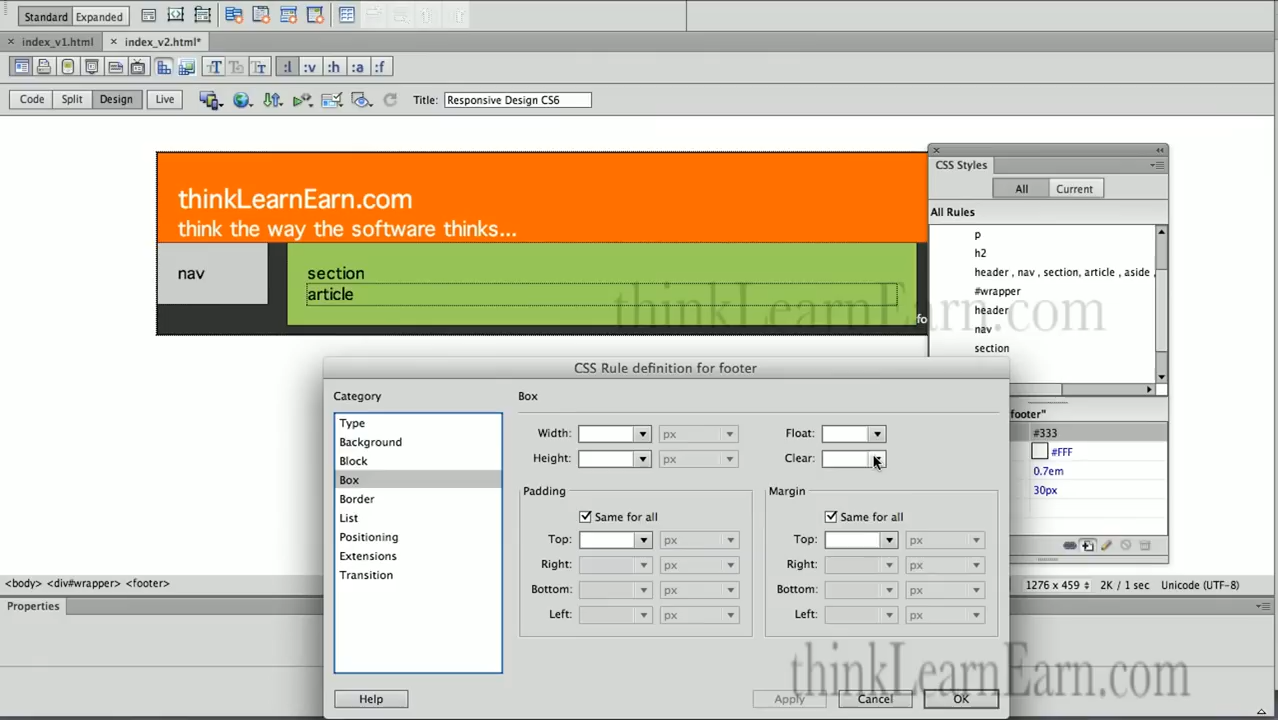 Standard Expanded
index_v1.html index_v2.html*
:l :v :h :a :f
Code Split Design Live Title: Responsive Design CS6
thinkLearnEarn.com
think the way the software thinks...
nav
section
article
fo
CSS Styles
All Current
All Rules
p
h2
header , nav , section, article , aside ,
#wrapper
header
nav
section
thinkLearnEarn.com
footer"
#333
#FFF
0.7em
30px
CSS Rule definition for footer
Category
Type
Background
Block
Box
Border
List
Positioning
Extensions
Transition
Box
Width: px Float:
Height: px Clear:
Padding Margin
Same for all Same for all
Top: px Top: px
Right: px Right: px
Bottom: px Bottom: px
Left: px Left: px
Help Apply Cancel OK
<body> <div#wrapper> <footer>
1276 x 459 2K / 1 sec Unicode (UTF-8)
Properties
thinkLearnEarn.com